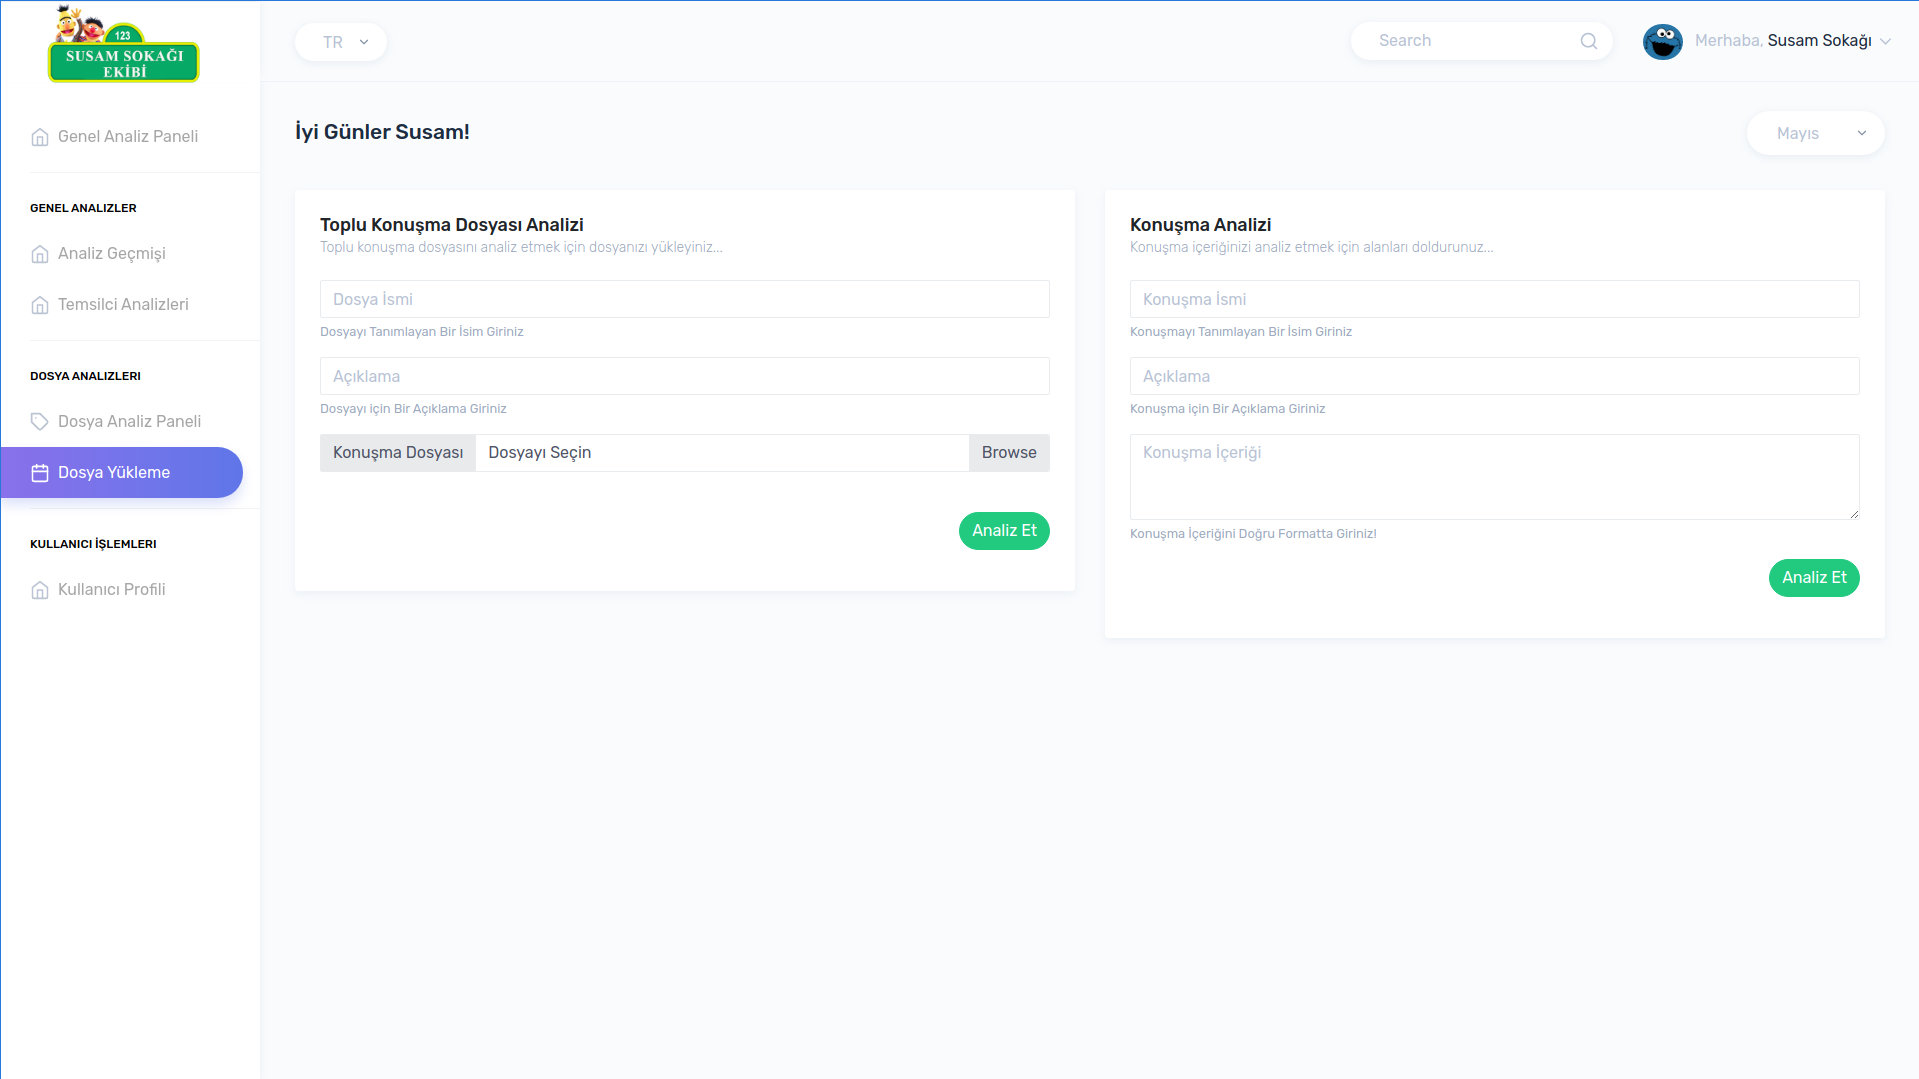 123
SUSAM SOKAĞI
EKİBİ
TR
Search
Merhaba, Susam Sokağı
Genel Analiz Paneli
GENEL ANALIZLER
Analiz Geçmişi
Temsilci Analizleri
DOSYA ANALIZLERI
Dosya Analiz Paneli
Dosya Yükleme
KULLANICI İŞLEMLERI
Kullanıcı Profili
İyi Günler Susam!
Mayıs
Toplu Konuşma Dosyası Analizi
Toplu konuşma dosyasını analiz etmek için dosyanızı yükleyiniz...
Dosya İsmi
Dosyayı Tanımlayan Bir İsim Giriniz
Açıklama
Dosyayı için Bir Açıklama Giriniz
Konuşma Dosyası Dosyayı Seçin Browse
Analiz Et
Konuşma Analizi
Konuşma içeriğinizi analiz etmek için alanları doldurunuz...
Konuşma İsmi
Konuşmayı Tanımlayan Bir İsim Giriniz
Açıklama
Konuşma için Bir Açıklama Giriniz
Konuşma İçeriği
Konuşma İçeriğini Doğru Formatta Giriniz!
Analiz Et